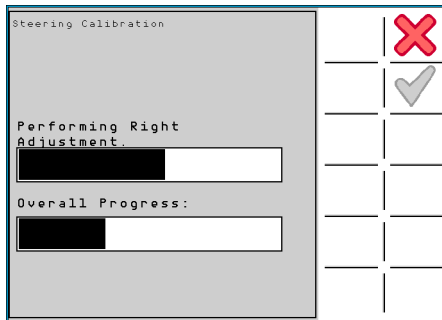 Steering Calibration
Performing Right
Adjustment.
Overall Progress: